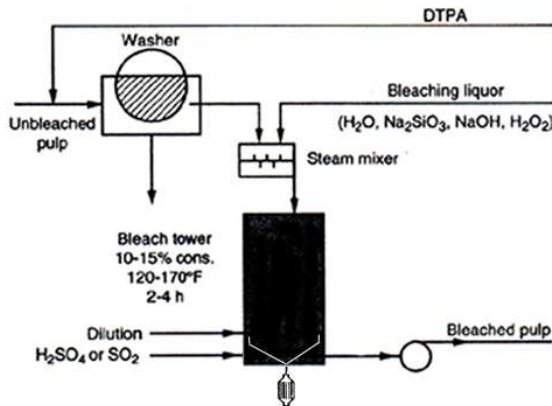 DTPA
Washer
Bleaching liquor
Unbleached
pulp
(H₂O, Na₂SiO₃, NaOH, H₂O₂)
Steam mixer
Bleach tower
10-15% cons.
120-170°F
2-4 h
Dilution
Bleached pulp
H₂SO₄ or SO₂